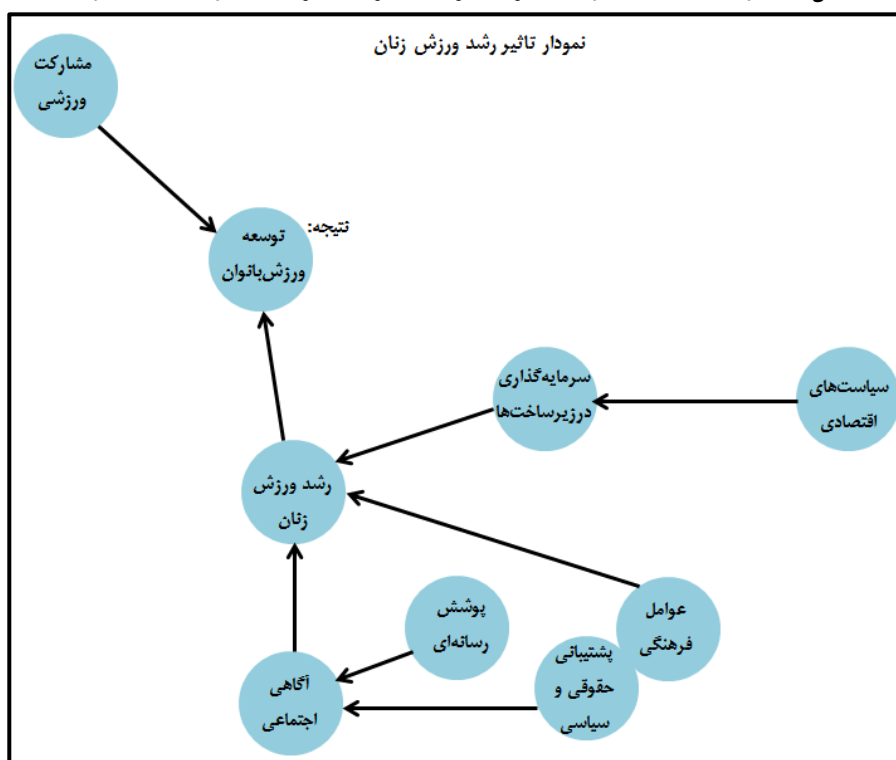 نمودار تاثیر رشد ورزش زنان
مشارکت
ورزشی
نتیجه:
توسعه
ورزش‌بانوان
سرمایه‌گذاری
درزیرساخت‌ها
سیاست‌های
اقتصادی
رشد ورزش
زنان
عوامل
فرهنگی
پوشش
رسانه‌ای
پشتیبانی
حقوقی و
سیاسی
آگاهی
اجتماعی